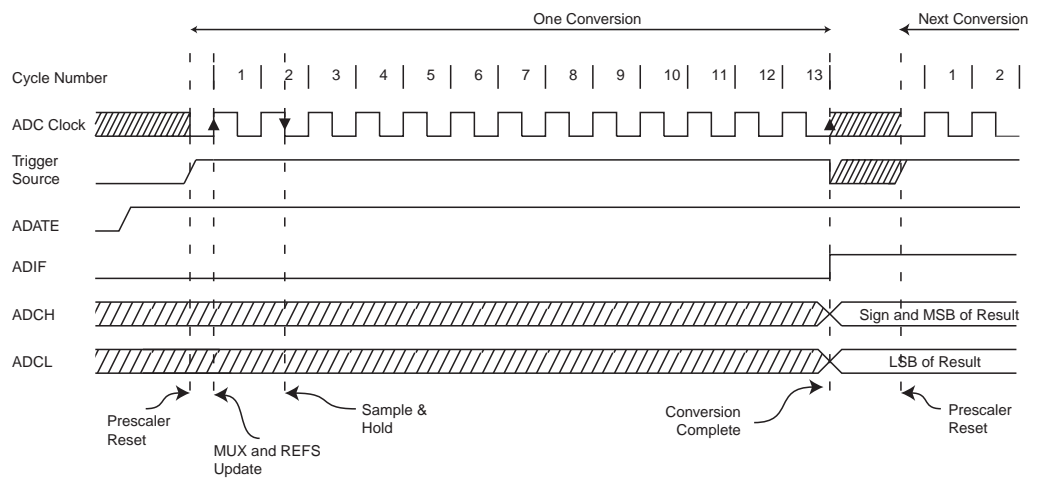 One Conversion
Next Conversion
Cycle Number
1 2 3 4 5 6 7 8 9 10 11 12 13 1 2
ADC Clock
Trigger
Source
ADATE
ADIF
ADCH
Sign and MSB of Result
ADCL
LSB of Result
Prescaler
Reset
MUX and REFS
Update
Sample &
Hold
Conversion
Complete
Prescaler
Reset